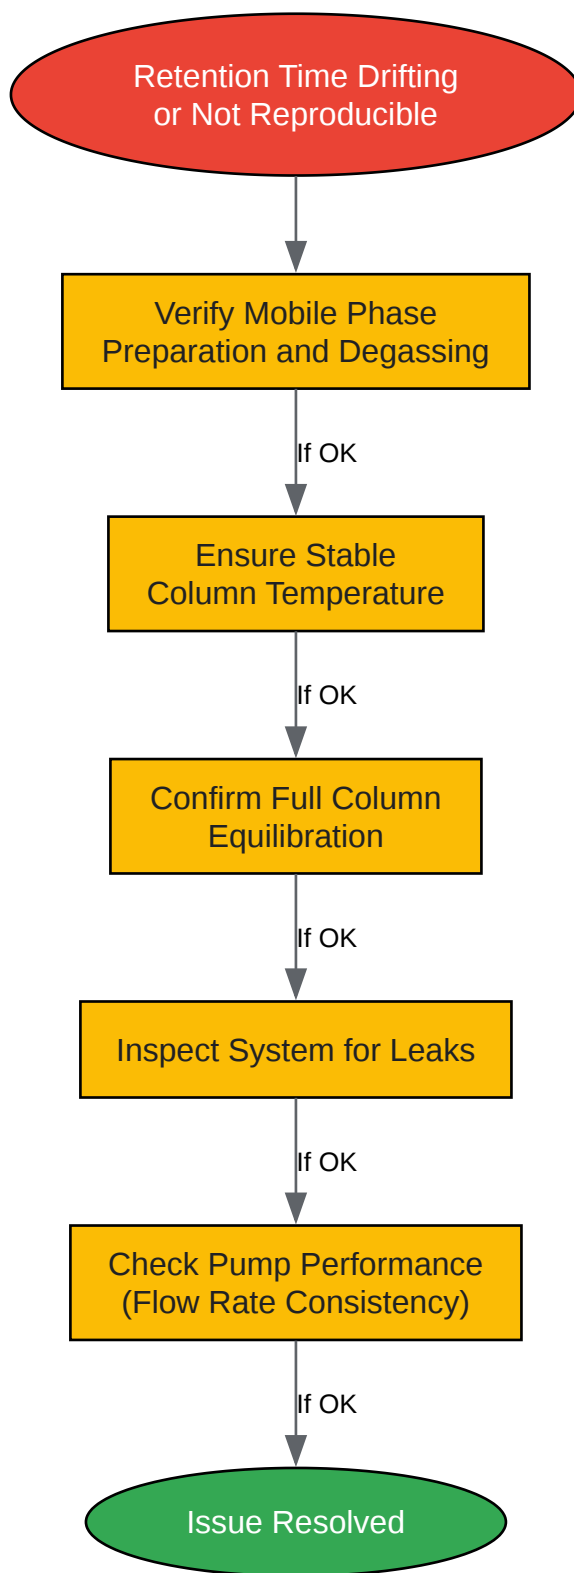 Retention Time Drifting
or Not Reproducible
Verify Mobile Phase
Preparation and Degassing
If OK
Ensure Stable
Column Temperature
If OK
Confirm Full Column
Equilibration
If OK
Inspect System for Leaks
If OK
Check Pump Performance
(Flow Rate Consistency)
If OK
Issue Resolved